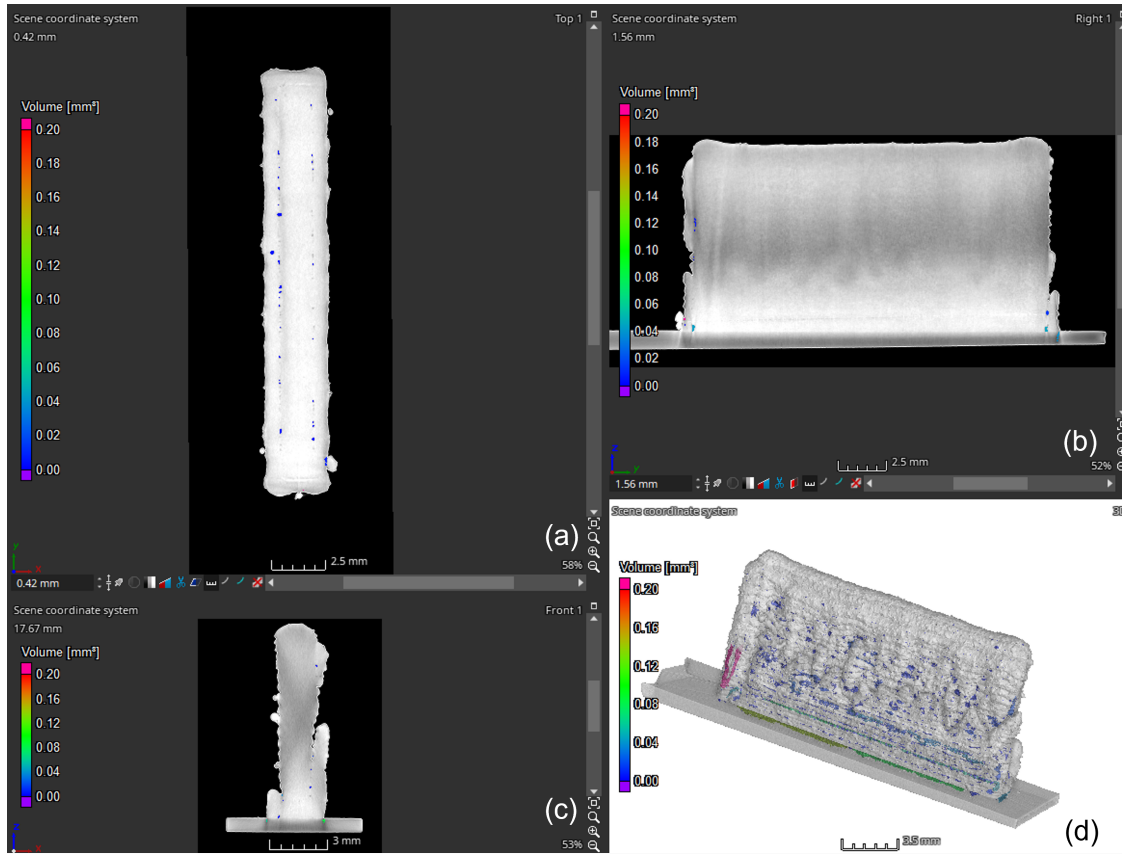 Scene coordinate system
Top 1
0.42 mm
Volume [mm³]
0.20
0.18
0.16
0.14
0.12
0.10
0.08
0.06
0.04
0.02
0.00
(a)
2.5 mm
y
x
58%
0.42 mm
Scene coordinate system
Right 1
1.56 mm
Volume [mm³]
0.20
0.18
0.16
0.14
0.12
0.10
0.08
0.06
0.04
0.02
0.00
(b)
z
y
2.5 mm
52%
1.56 mm
Scene coordinate system
Front 1
17.67 mm
Volume [mm³]
0.20
0.16
0.12
0.08
0.04
0.00
(c)
z
x
3 mm
53%
Scene coordinate system
3D
Volume [mm³]
0.20
0.16
0.12
0.08
0.04
0.00
3.5 mm
(d)